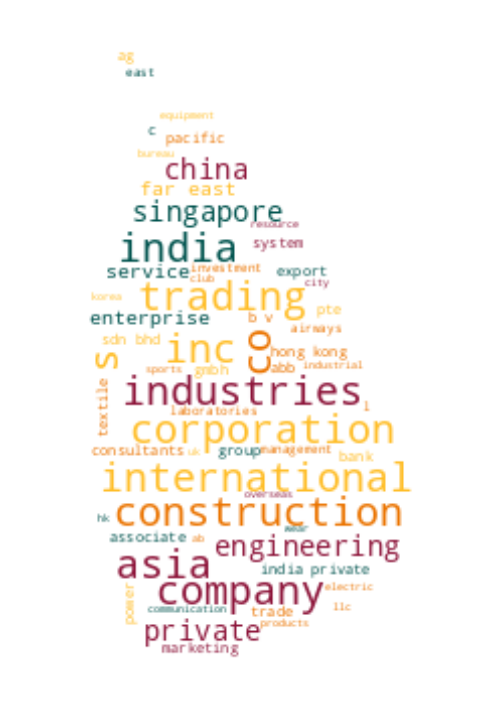 ag
east
equipment
c
pacific
bureau
china
far east
singapore
resource
india
system
service
investment
export
club
city
korea
trading
enterprise
b v
pte
airways
sdn bhd
inc
co
hong kong
s
sports
gmbh
abb
industrial
industries
textile
laboratories
l
corporation
consultants
uk
group
management
bank
international
overseas
hk
construction
wear
associate
ab
engineering
asia
india private
company
electric
power
communication
trade
llc
private
products
marketing